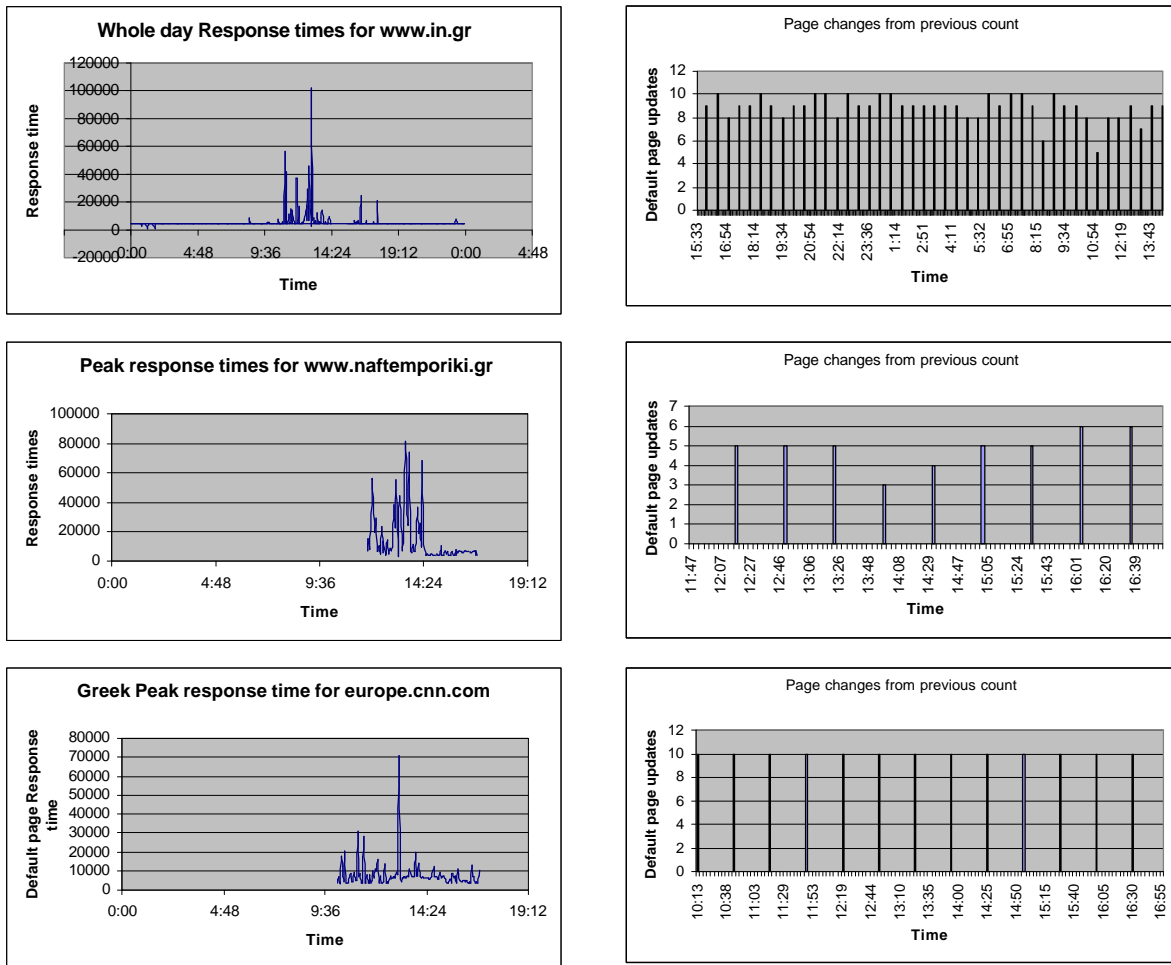 Whole day Response times for www.in.gr
Response time
120000
100000
80000
60000
40000
20000
0
-20000
0:00 4:48 9:36 14:24 19:12 0:00 4:48
Time
Page changes from previous count
Default page updates
12
10
8
6
4
2
0
15:33 16:54 18:14 19:34 20:54 22:14 23:36 1:14 2:51 4:11 5:32 6:55 8:15 9:34 10:54 12:19 13:43
Time
Peak response times for www.naftemporiki.gr
Response times
100000
80000
60000
40000
20000
0
0:00 4:48 9:36 14:24 19:12
Time
Page changes from previous count
Default page updates
7
6
5
4
3
2
1
0
11:47 12:07 12:27 12:46 13:06 13:26 13:48 14:08 14:29 14:47 15:05 15:24 15:43 16:01 16:20 16:39
Time
Greek Peak response time for europe.cnn.com
Default page Response
time
80000
70000
60000
50000
40000
30000
20000
10000
0
0:00 4:48 9:36 14:24 19:12
Time
Page changes from previous count
Default page updates
12
10
8
6
4
2
0
10:13 10:38 11:03 11:29 11:53 12:19 12:44 13:10 13:35 14:00 14:25 14:50 15:15 15:40 16:05 16:30 16:55
Time